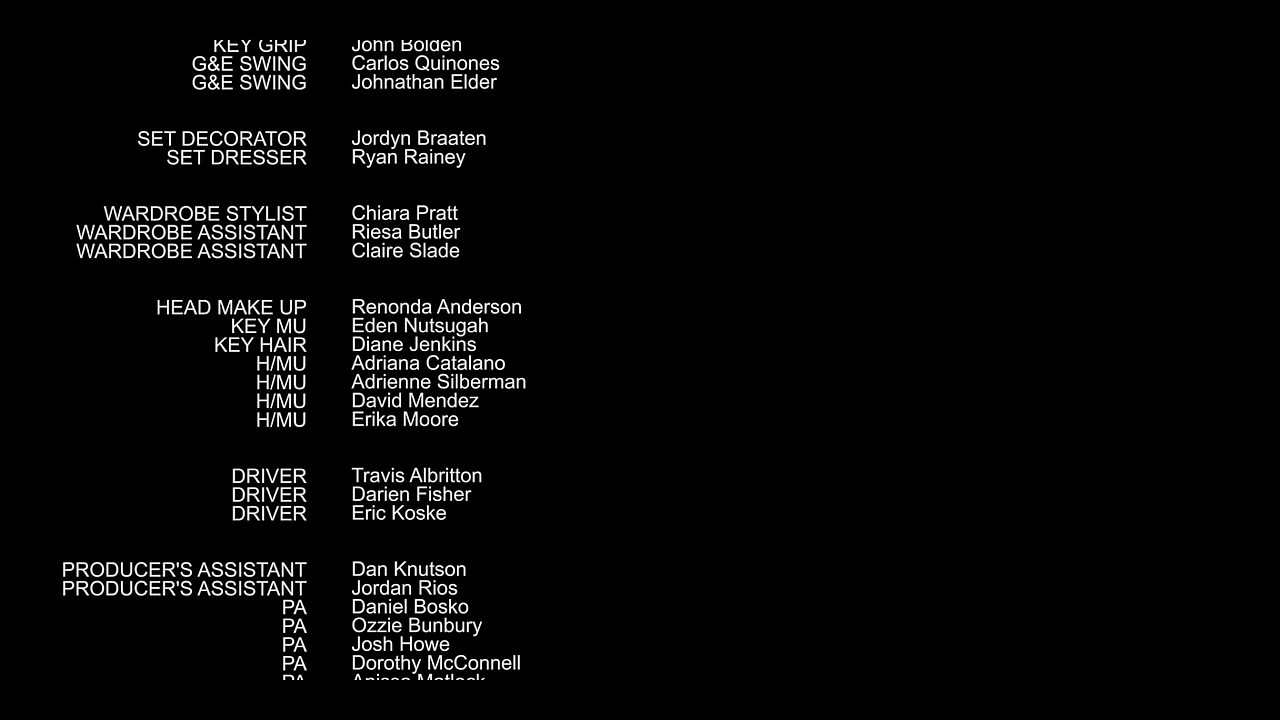 KEY GRIP John Bolden
G&E SWING Carlos Quinones
G&E SWING Johnathan Elder
SET DECORATOR Jordyn Braaten
SET DRESSER Ryan Rainey
WARDROBE STYLIST Chiara Pratt
WARDROBE ASSISTANT Riesa Butler
WARDROBE ASSISTANT Claire Slade
HEAD MAKE UP Renonda Anderson
KEY MU Eden Nutsugah
KEY HAIR Diane Jenkins
H/MU Adriana Catalano
H/MU Adrienne Silberman
H/MU David Mendez
H/MU Erika Moore
DRIVER Travis Albritton
DRIVER Darien Fisher
DRIVER Eric Koske
PRODUCER'S ASSISTANT Dan Knutson
PRODUCER'S ASSISTANT Jordan Rios
PA Daniel Bosko
PA Ozzie Bunbury
PA Josh Howe
PA Dorothy McConnell
PA